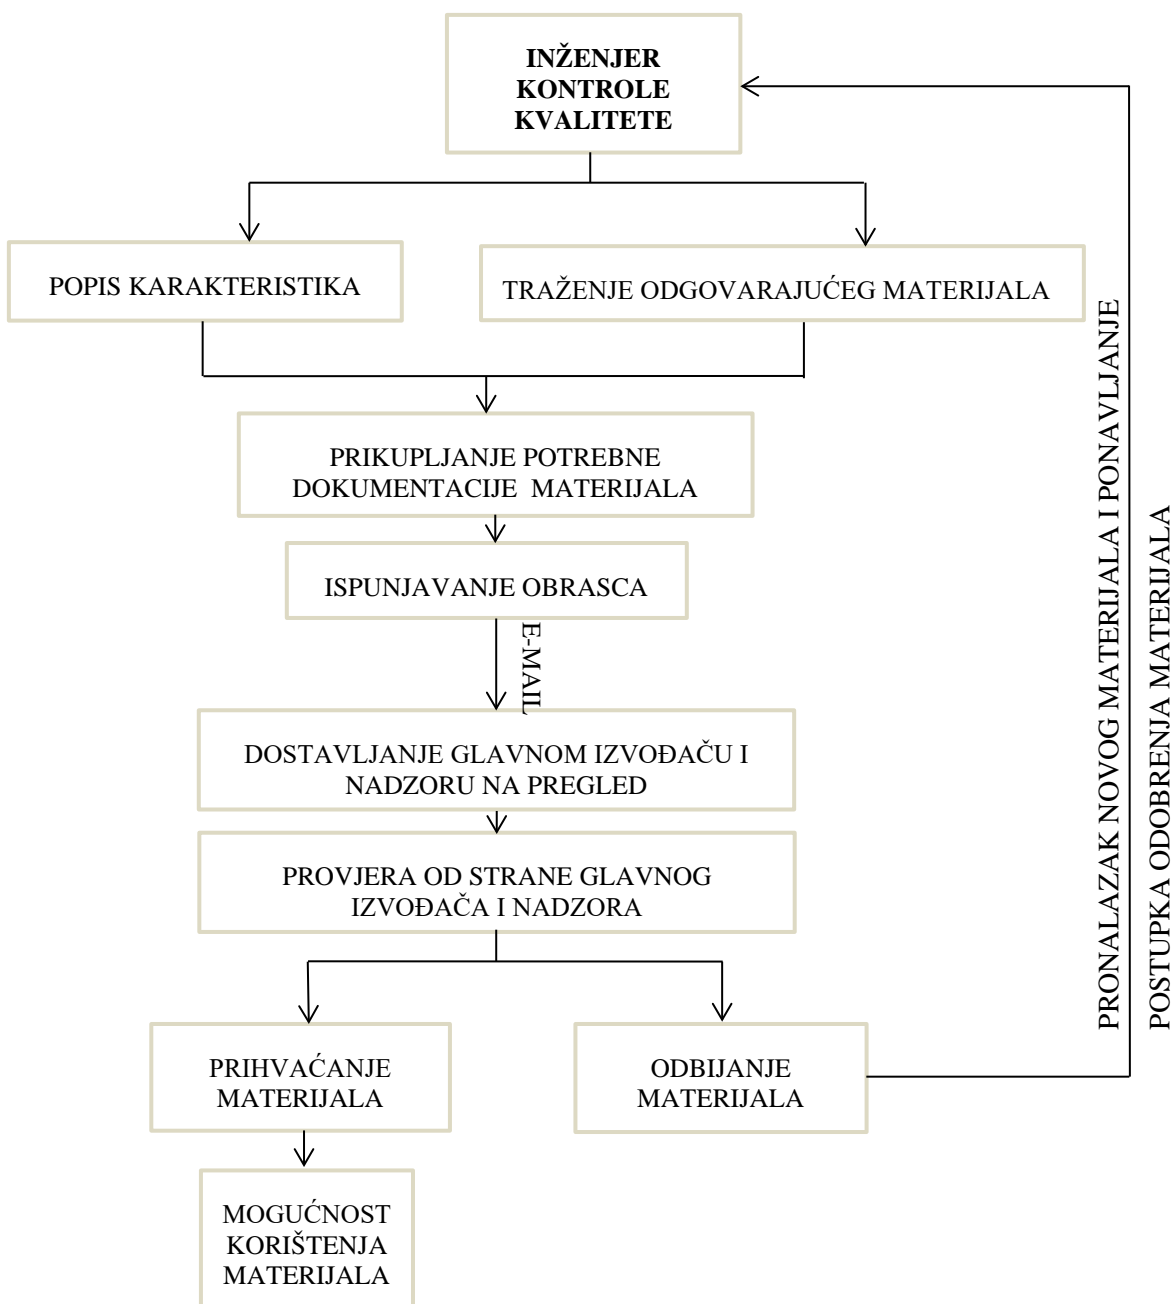 INŽENJER
KONTROLE
KVALITETE
POPIS KARAKTERISTIKA
TRAŽENJE ODGOVARAJUĆEG MATERIJALA
PRIKUPLJANJE POTREBNE
DOKUMENTACIJE MATERIJALA
ISPUNJAVANJE OBRASCA
E-MAIL
DOSTAVLJANJE GLAVNOM IZVOĐAČU I
NADZORU NA PREGLED
PROVJERA OD STRANE GLAVNOG
IZVOĐAČA I NADZORA
PRIHVAĆANJE
MATERIJALA
ODBIJANJE
MATERIJALA
MOGUĆNOST
KORIŠTENJA
MATERIJALA
PRONALAZAK NOVOG MATERIJALA I PONAVLJANJE
POSTUPKA ODOBRENJA MATERIJALA